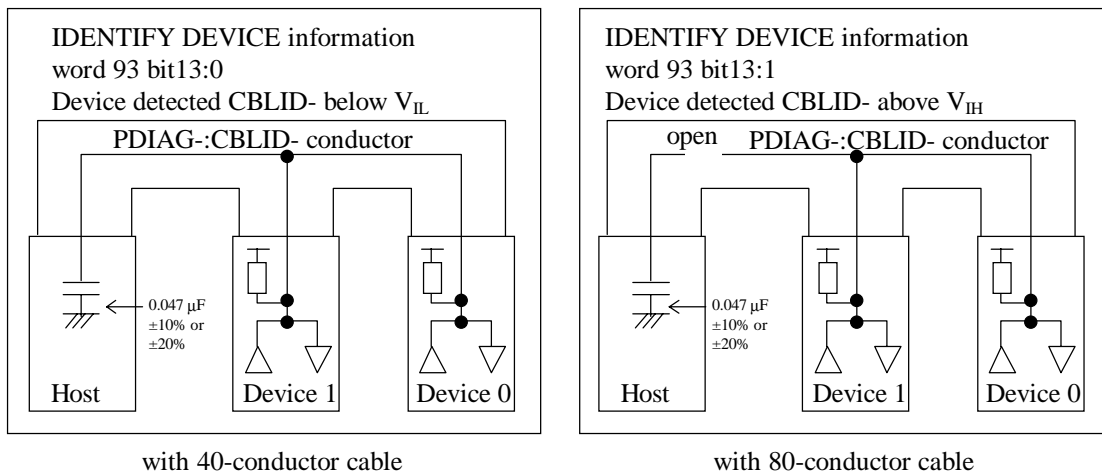 IDENTIFY DEVICE information
word 93 bit13:0
Device detected CBLID- below VIL
PDIAG-:CBLID- conductor
0.047 μF
±10% or
±20%
Host
Device 1
Device 0
with 40-conductor cable
IDENTIFY DEVICE information
word 93 bit13:1
Device detected CBLID- above VIH
open
PDIAG-:CBLID- conductor
0.047 μF
±10% or
±20%
Host
Device 1
Device 0
with 80-conductor cable